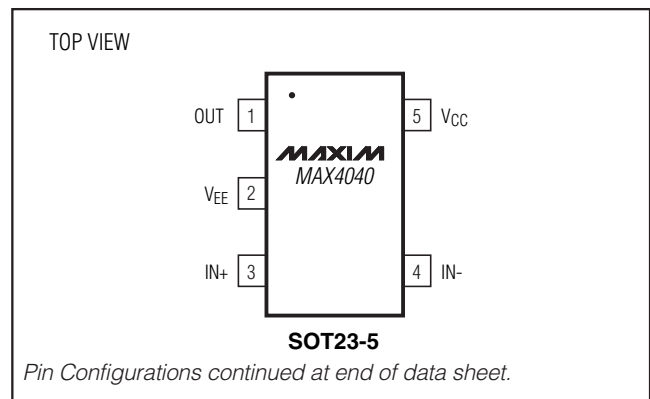 TOP VIEW
OUT 1
5 VCC
MAXIM
MAX4040
VEE 2
IN+ 3
4 IN-
SOT23-5
Pin Configurations continued at end of data sheet.